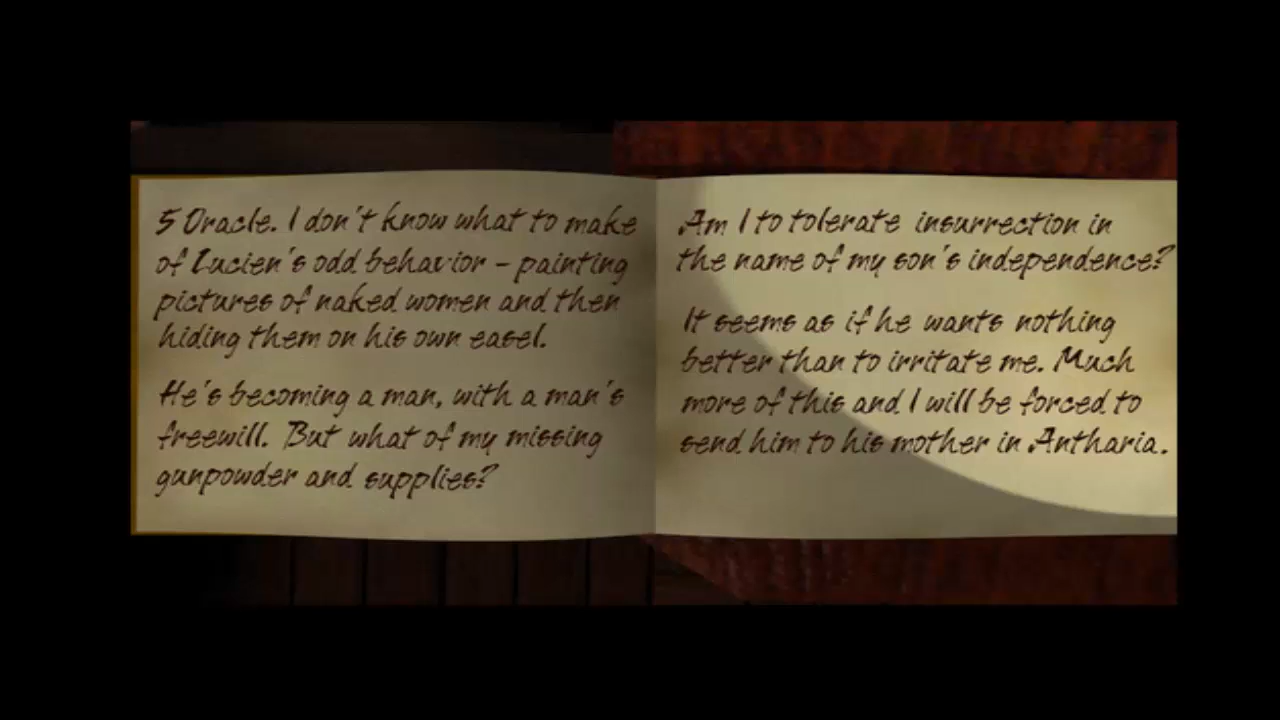 5 Oracle. I don't know what to make
of Lucien's odd behavior - painting
pictures of naked women and then
hiding them on his own easel.
He's becoming a man, with a man's
freewill. But what of my missing
gunpowder and supplies?
Am I to tolerate insurrection in
the name of my son's independence?
It seems as if he wants nothing
better than to irritate me. Much
more of this and I will be forced to
send him to his mother in Antharia.